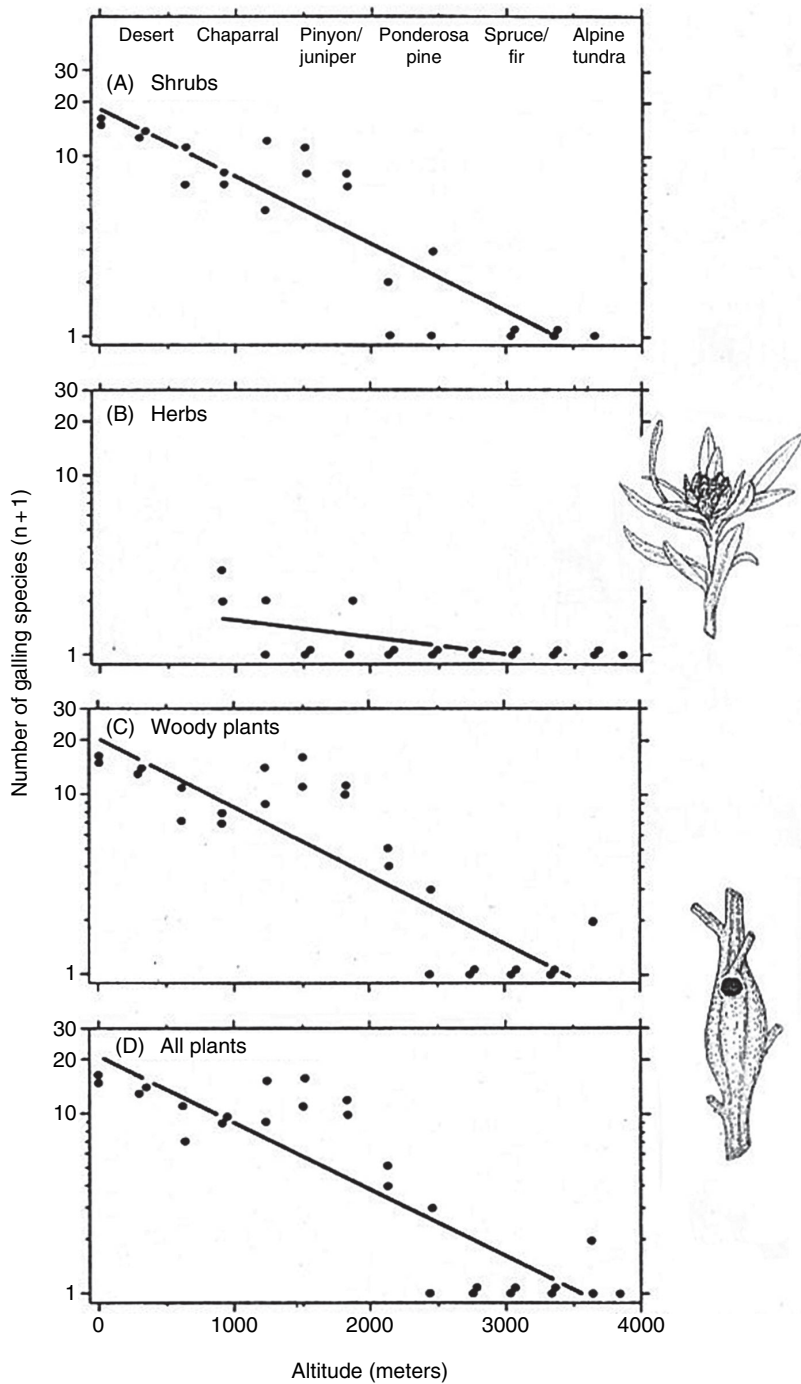 Desert Chaparral Pinyon/ Ponderosa Spruce/ Alpine
juniper pine fir tundra
30
(A) Shrubs
20
10
1
30
(B) Herbs
20
10
1
Number of galling species (n+1)
30
(C) Woody plants
20
10
1
30
(D) All plants
20
10
1
0 1000 2000 3000 4000
Altitude (meters)